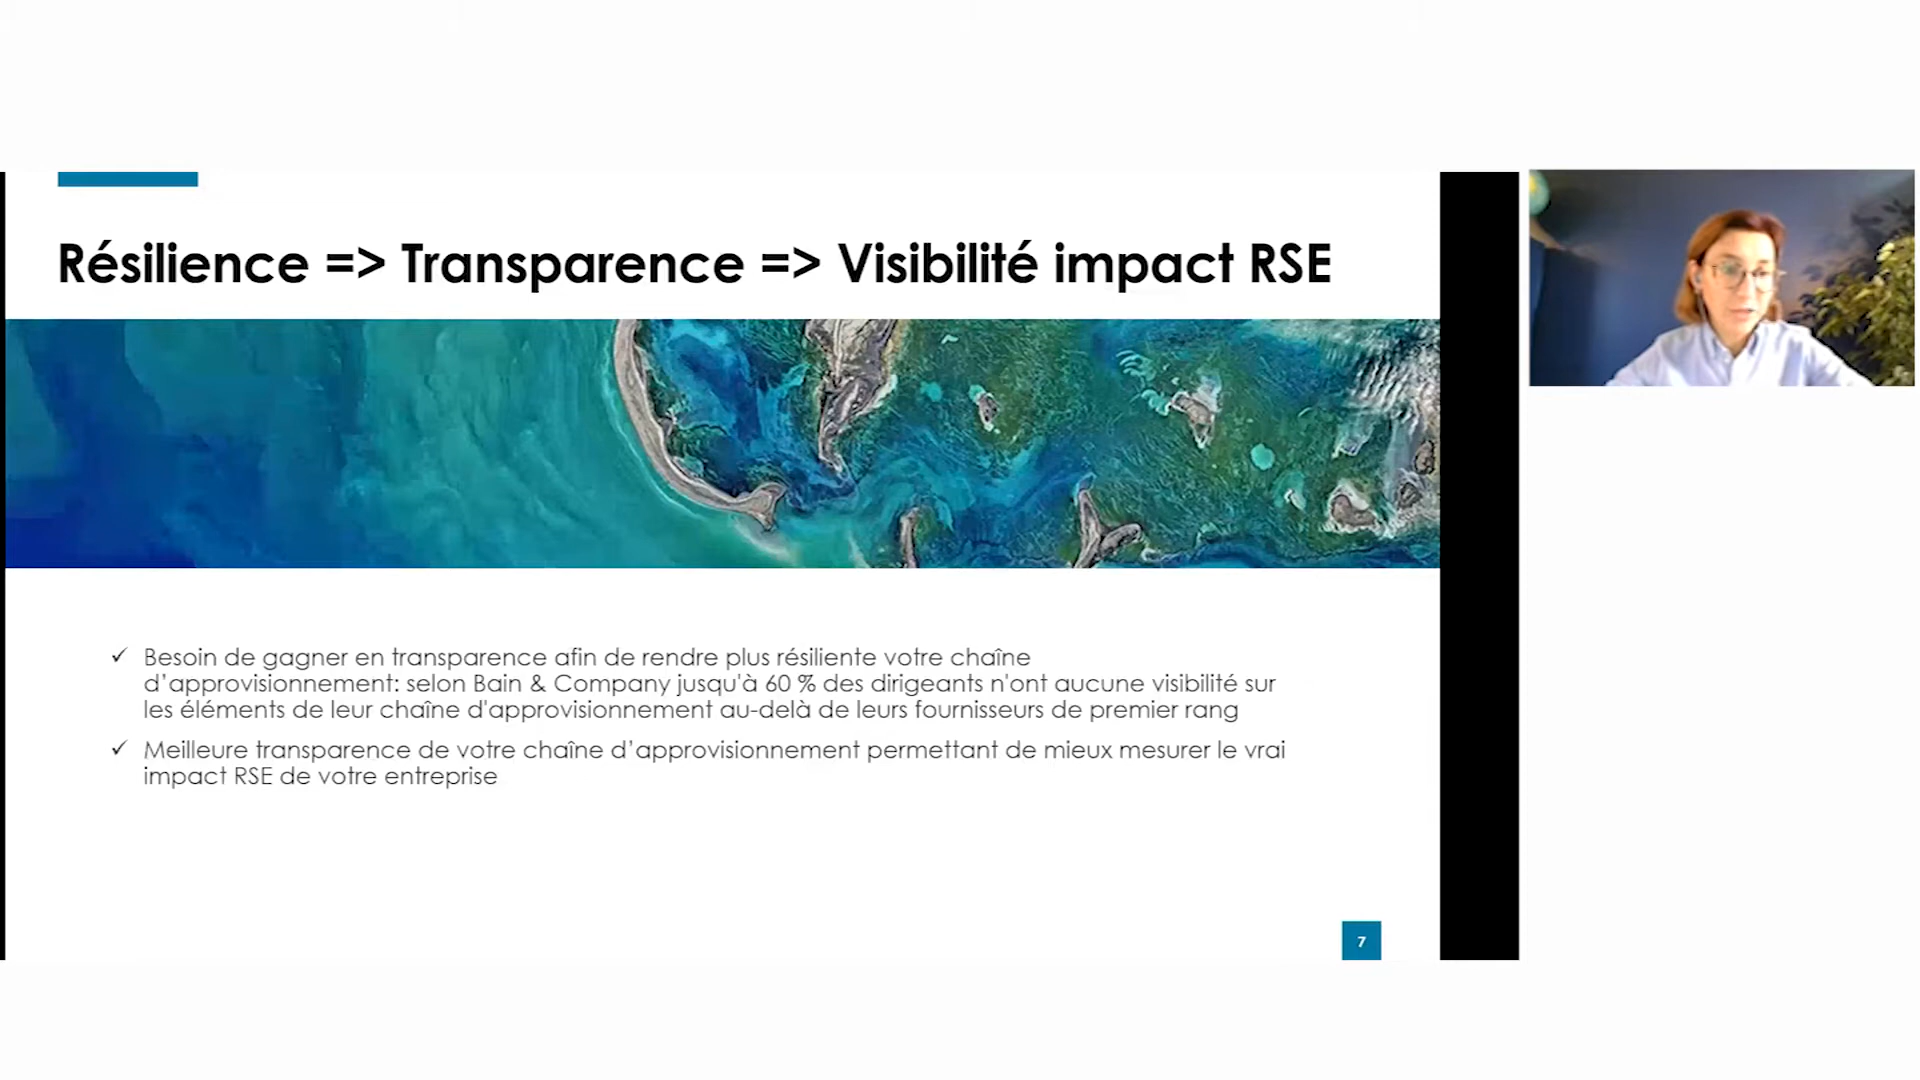 Résilience => Transparence => Visibilité impact RSE
✓ Besoin de gagner en transparence afin de rendre plus résiliente votre chaîne
d’approvisionnement: selon Bain & Company jusqu'à 60 % des dirigeants n'ont aucune visibilité sur
les éléments de leur chaîne d'approvisionnement au-delà de leurs fournisseurs de premier rang
✓ Meilleure transparence de votre chaîne d’approvisionnement permettant de mieux mesurer le vrai
impact RSE de votre entreprise
7